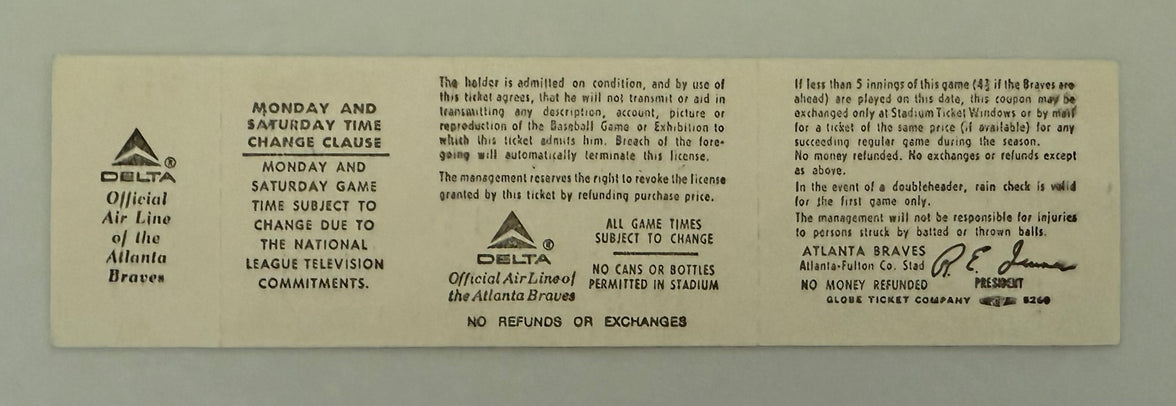 DELTA ®
Official
Air Line
of the
Atlanta
Braves
MONDAY AND
SATURDAY TIME
CHANGE CLAUSE
MONDAY AND
SATURDAY GAME
TIME SUBJECT TO
CHANGE DUE TO
THE NATIONAL
LEAGUE TELEVISION
COMMITMENTS.
The holder is admitted on condition, and by use of
this ticket agrees, that he will not transmit or aid in
transmitting any description, account, picture or
reproduction of the Baseball Game or Exhibition to
which this ticket admits him. Breach of the fore-
going will automatically terminate this license.
The management reserves the right to revoke the license
granted by this ticket by refunding purchase price.
DELTA ®
Official Air Line of
the Atlanta Braves
ALL GAME TIMES
SUBJECT TO CHANGE
NO CANS OR BOTTLES
PERMITTED IN STADIUM
NO REFUNDS OR EXCHANGES
If less than 5 innings of this game (4½ if the Braves are
ahead) are played on this date, this coupon may be
exchanged only at Stadium Ticket Windows or by mail
for a ticket of the same price (if available) for any
succeeding regular game during the season.
No money refunded. No exchanges or refunds except
as above.
In the event of a doubleheader, rain check is valid
for the first game only.
The management will not be responsible for injuries
to persons struck by batted or thrown balls.
ATLANTA BRAVES
Atlanta-Fulton Co. Stad
R. E.
NO MONEY REFUNDED PRESIDENT
GLOBE TICKET COMPANY 5260